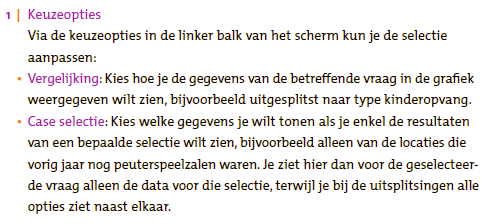 1 | Keuzeopties
Via de keuzeopties in de linker balk van het scherm kun je de selectie
aanpassen:
• Vergelijking: Kies hoe je de gegevens van de betreffende vraag in de grafiek
weergegeven wilt zien, bijvoorbeeld uitgesplitst naar type kinderopvang.
• Case selectie: Kies welke gegevens je wilt tonen als je enkel de resultaten
van een bepaalde selectie wilt zien, bijvoorbeeld alleen van de locaties die
vorig jaar nog peuterspeelzalen waren. Je ziet hier dan voor de geselecteer-
de vraag alleen de data voor die selectie, terwijl je bij de uitsplitsingen alle
opties ziet naast elkaar.